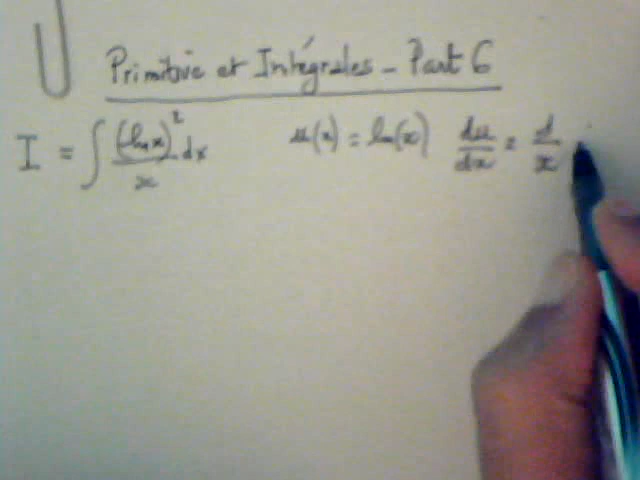 Primitive et Intégrales - Part 6
I = ∫ (ln x)² / x dx u(x) = ln(x) du/dx = 1/x